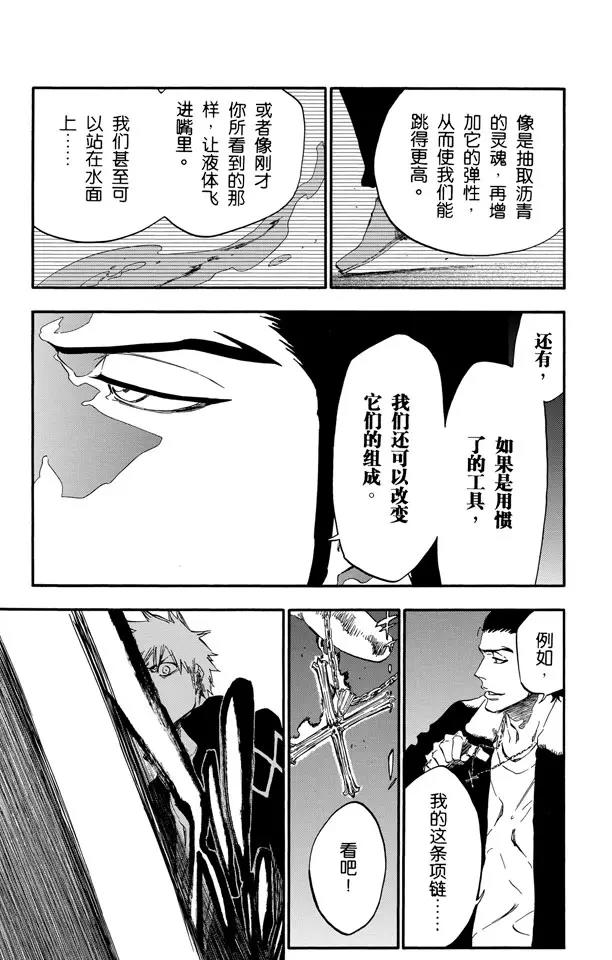 像是抽取沥青
的灵魂，再增
加它的弹性，
从而使我们能
跳得更高。
或者像刚才
你所看到的那
样，让液体飞
进嘴里。
我们甚至可
以站在水面
上……
还有，
如果是用惯
了的工具，
我们还可以改变
它们的组成。
例如，
我的这条项链……
看吧！